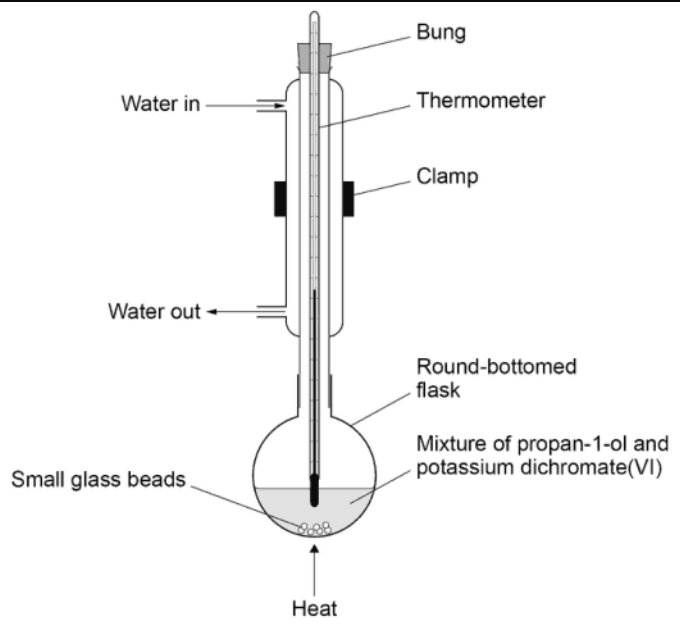 Bung
Water in
Thermometer
Clamp
Water out
Round-bottomed
flask
Mixture of propan-1-ol and
potassium dichromate(VI)
Small glass beads
Heat